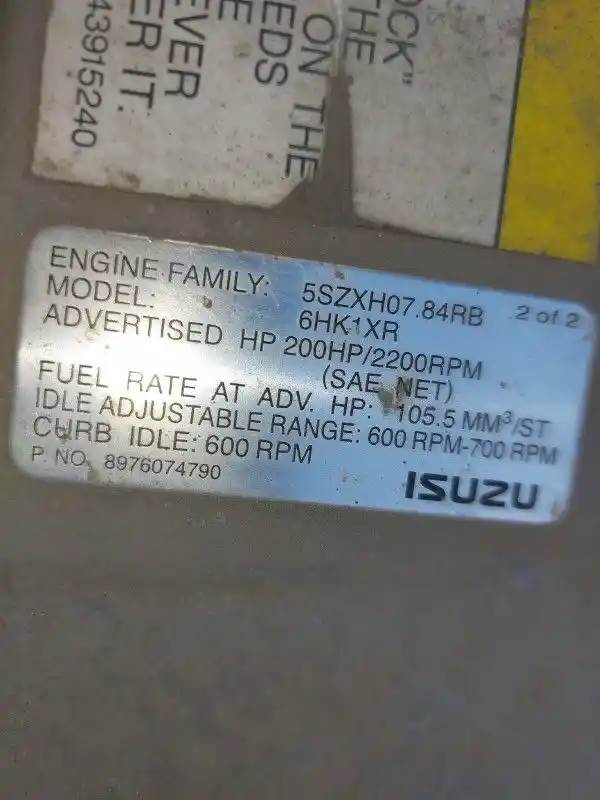 OCK"
THE
ON THE
EEDS
E
EVER
ER IT.
43915240
ENGINE FAMILY: 5SZXH07.84RB 2 of 2
MODEL: 6HK1XR
ADVERTISED HP 200HP/2200RPM
(SAE NET)
FUEL RATE AT ADV. HP: 105.5 MM³/ST
IDLE ADJUSTABLE RANGE: 600 RPM-700 RPM
CURB IDLE: 600 RPM
P. NO. 8976074790
ISUZU